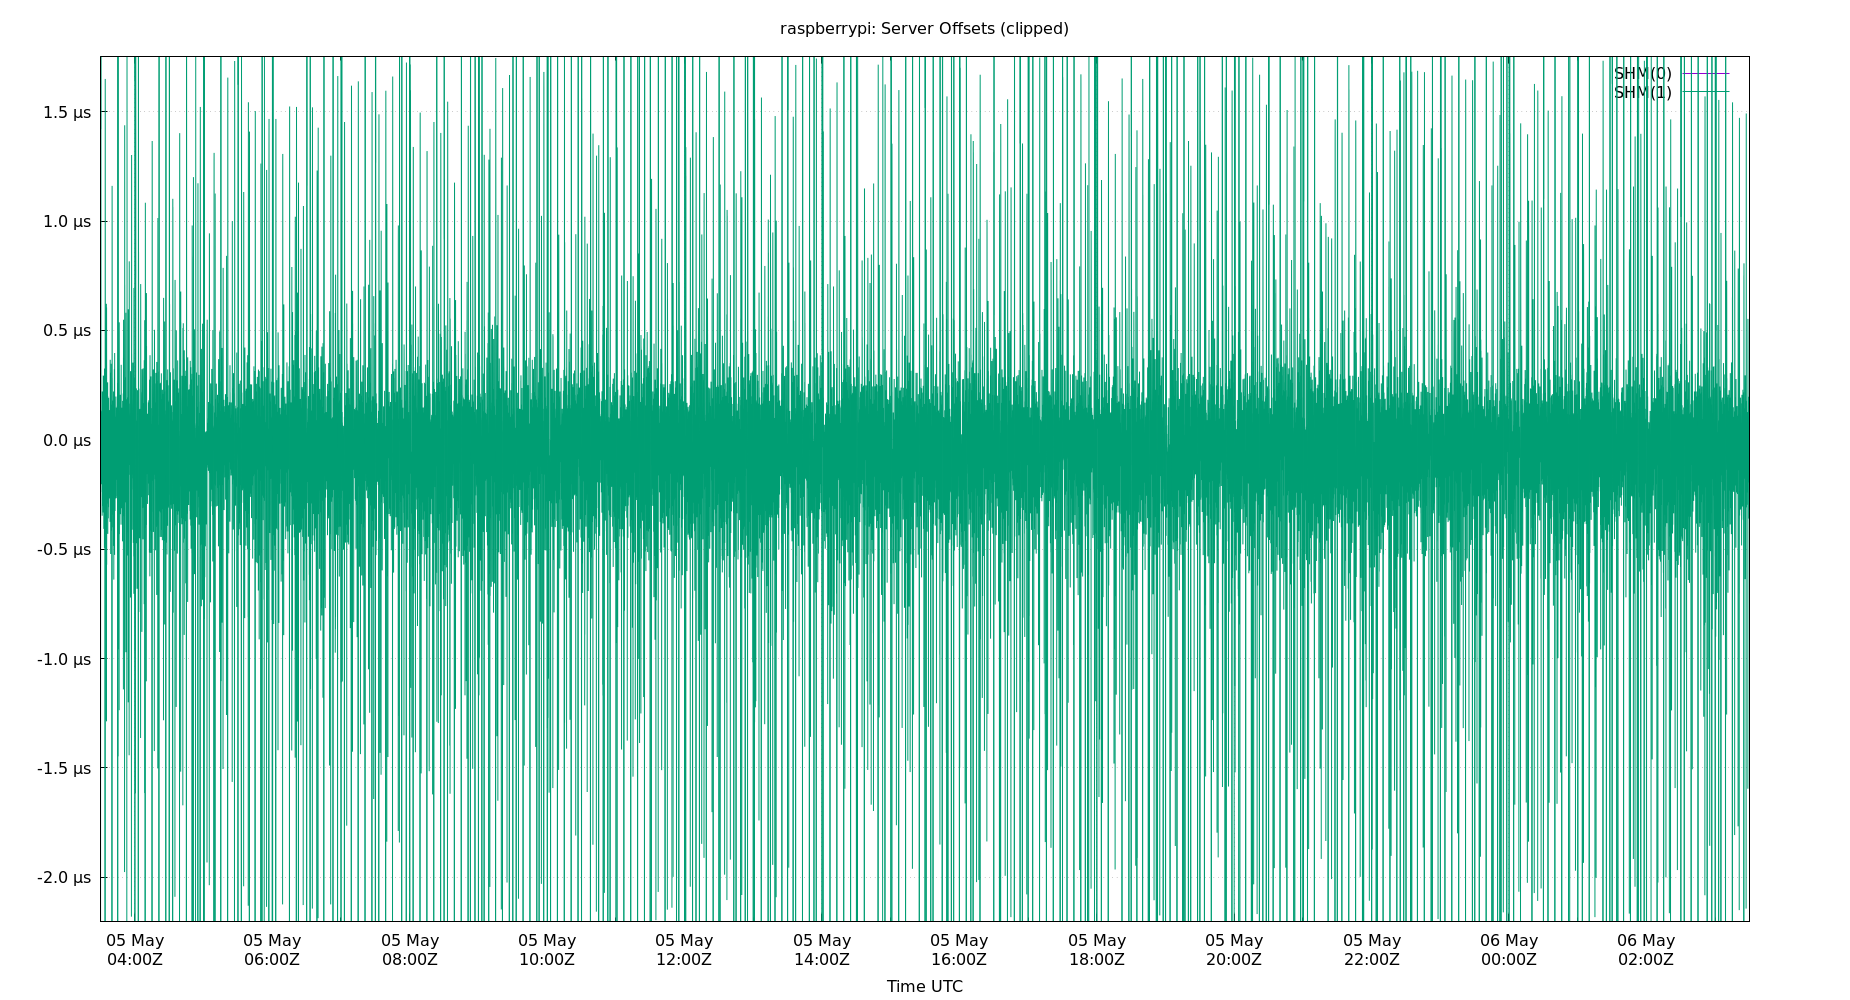 raspberrypi: Server Offsets (clipped)
SHM(0)
SHM(1)
1.5 µs
1.0 µs
0.5 µs
0.0 µs
-0.5 µs
-1.0 µs
-1.5 µs
-2.0 µs
05 May 05 May 05 May 05 May 05 May 05 May 05 May 05 May 05 May 05 May 06 May 06 May
04:00Z 06:00Z 08:00Z 10:00Z 12:00Z 14:00Z 16:00Z 18:00Z 20:00Z 22:00Z 00:00Z 02:00Z
Time UTC